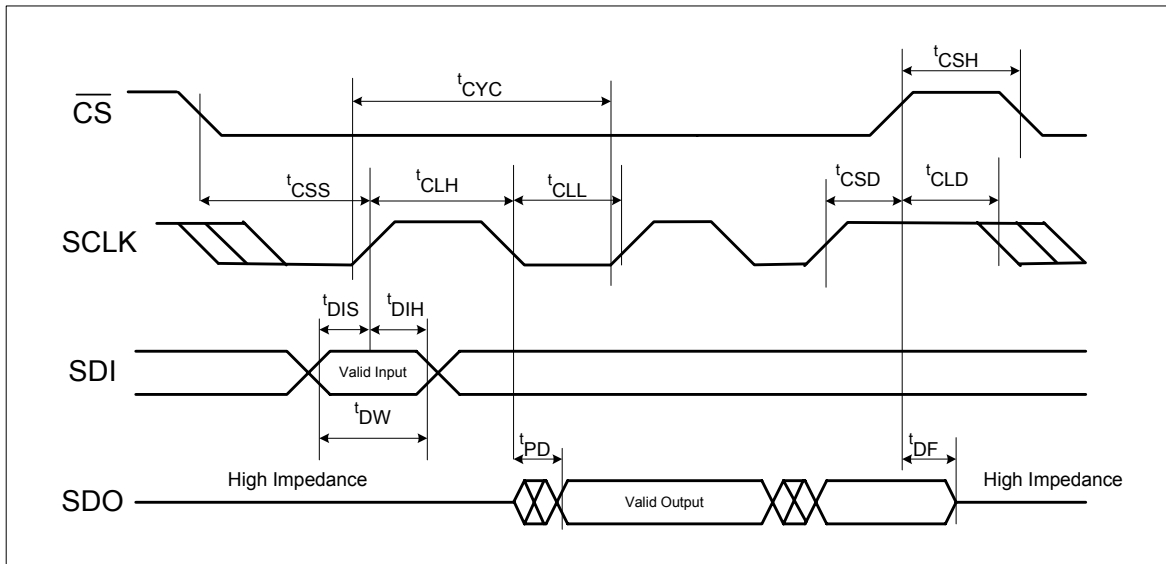 tCSH
tCYC
CS
tCSS
tCLH
tCLL
tCSD
tCLD
SCLK
tDIS
tDIH
SDI
Valid Input
tDW
tPD
tDF
High Impedance
High Impedance
SDO
Valid Output